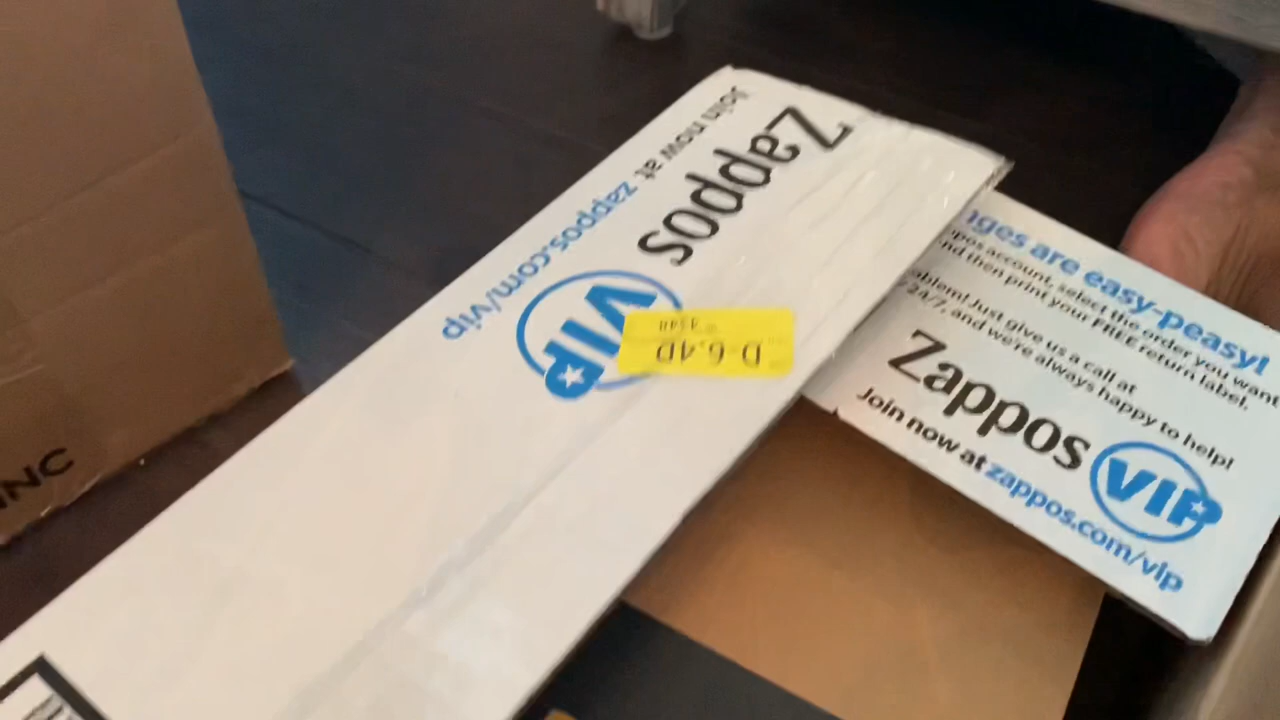 Zappos
VIP
Join now at zappos.com/vip
D-6.4D
nges are easy-peasy!
ppos account, select the order you want
nd then print your FREE return label.
oblem! Just give us a call at
24/7, and we're always happy to help!
Zappos VIP
Join now at zappos.com/vip
INC